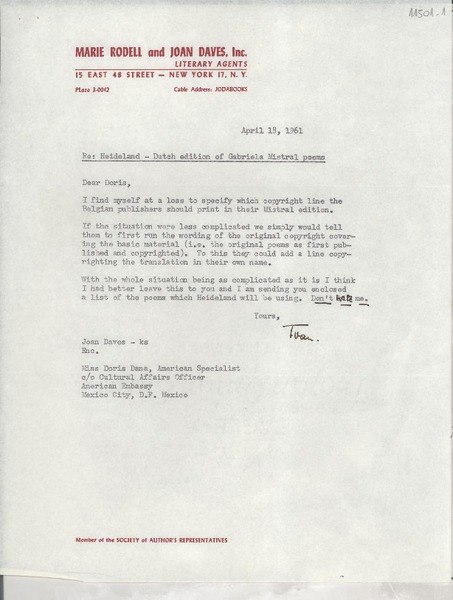 11501.1
MARIE RODELL and JOAN DAVES, Inc.
LITERARY AGENTS
15 EAST 48 STREET — NEW YORK 17, N. Y.
PLaza 3-0042 Cable Address: JODABOOKS
April 18, 1961
Re: Heideland - Dutch edition of Gabriela Mistral poems
Dear Doris,
I find myself at a loss to specify which copyright line the
Belgian publishers should print in their Mistral edition.
If the situation were less complicated we simply would tell
them to first run the wording of the original copyright cover-
ing the basic material (i.e. the original poems as first pub-
lished and copyrighted). To this they could add a line copy-
righting the translation in their own name.
With the whole situation being as complicated as it is I think
I had better leave this to you and I am sending you enclosed
a list of the poems which Heideland will be using. Don't hate me.
Yours,
Joan.
Joan Daves - ks
Enc.
Miss Doris Dana, American Specialist
c/o Cultural Affairs Officer
American Embassy
Mexico City, D.F. Mexico
Member of the SOCIETY of AUTHOR'S REPRESENTATIVES